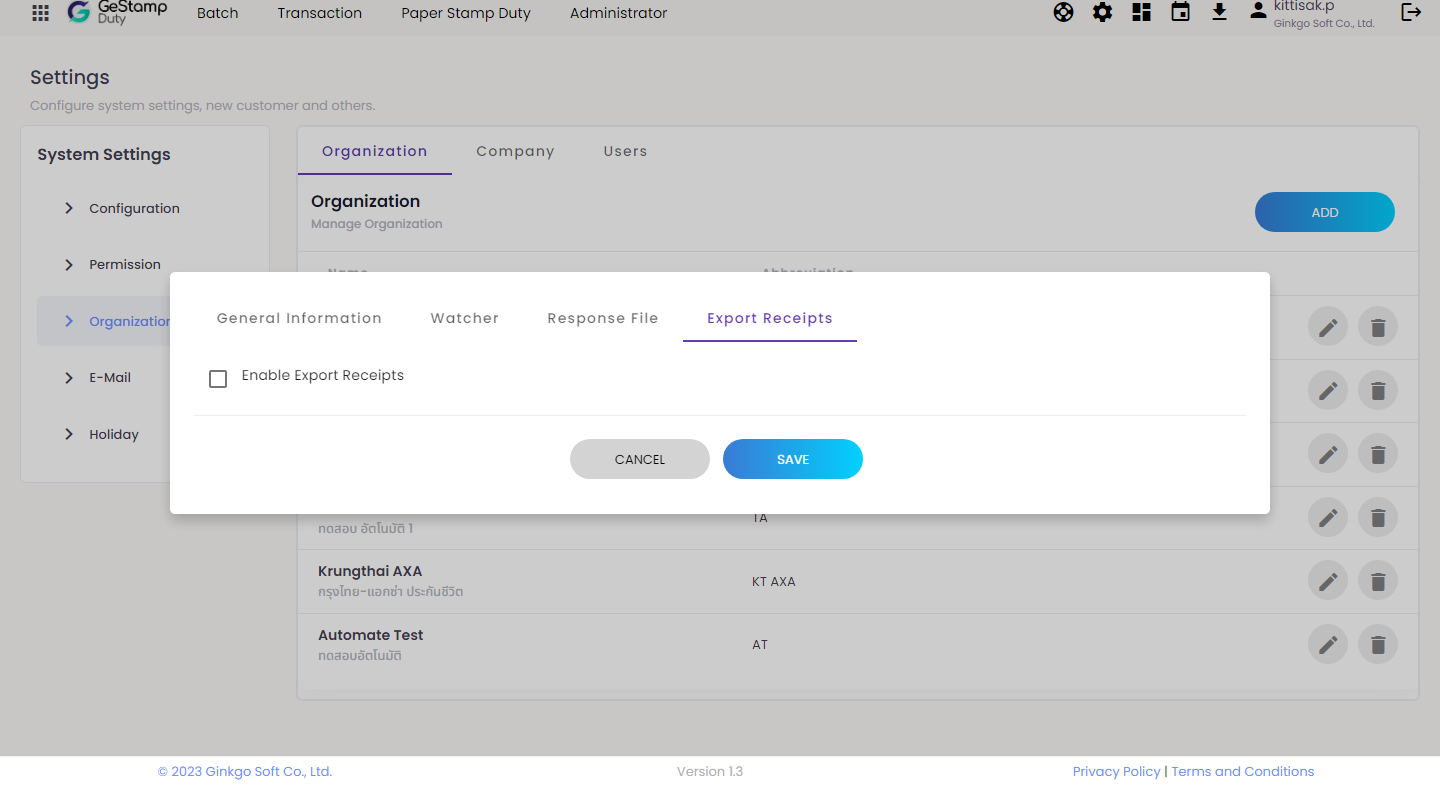 GeStamp
Duty
Batch
Transaction
Paper Stamp Duty
Administrator
kittisak.p
Ginkgo Soft Co., Ltd.
Settings
Configure system settings, new customer and others.
System Settings
Configuration
Permission
Organization
E-Mail
Holiday
Organization
Company
Users
Organization
Manage Organization
ADD
Name
Abbreviation
General Information
Watcher
Response File
Export Receipts
Enable Export Receipts
CANCEL
SAVE
ทดสอบ อัตโนมัติ 1
TA
Krungthai AXA
กรุงไทย-แอกซ่า ประกันชีวิต
KT AXA
Automate Test
ทดสอบอัตโนมัติ
AT
© 2023 Ginkgo Soft Co., Ltd.
Version 1.3
Privacy Policy | Terms and Conditions